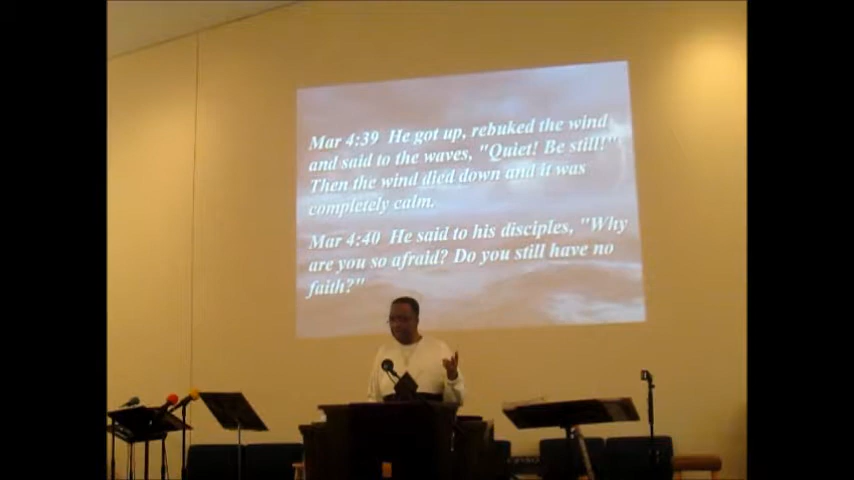 Mar 4:39 He got up, rebuked the wind
and said to the waves, "Quiet! Be still!"
Then the wind died down and it was
completely calm.
Mar 4:40 He said to his disciples, "Why
are you so afraid? Do you still have no
faith?"